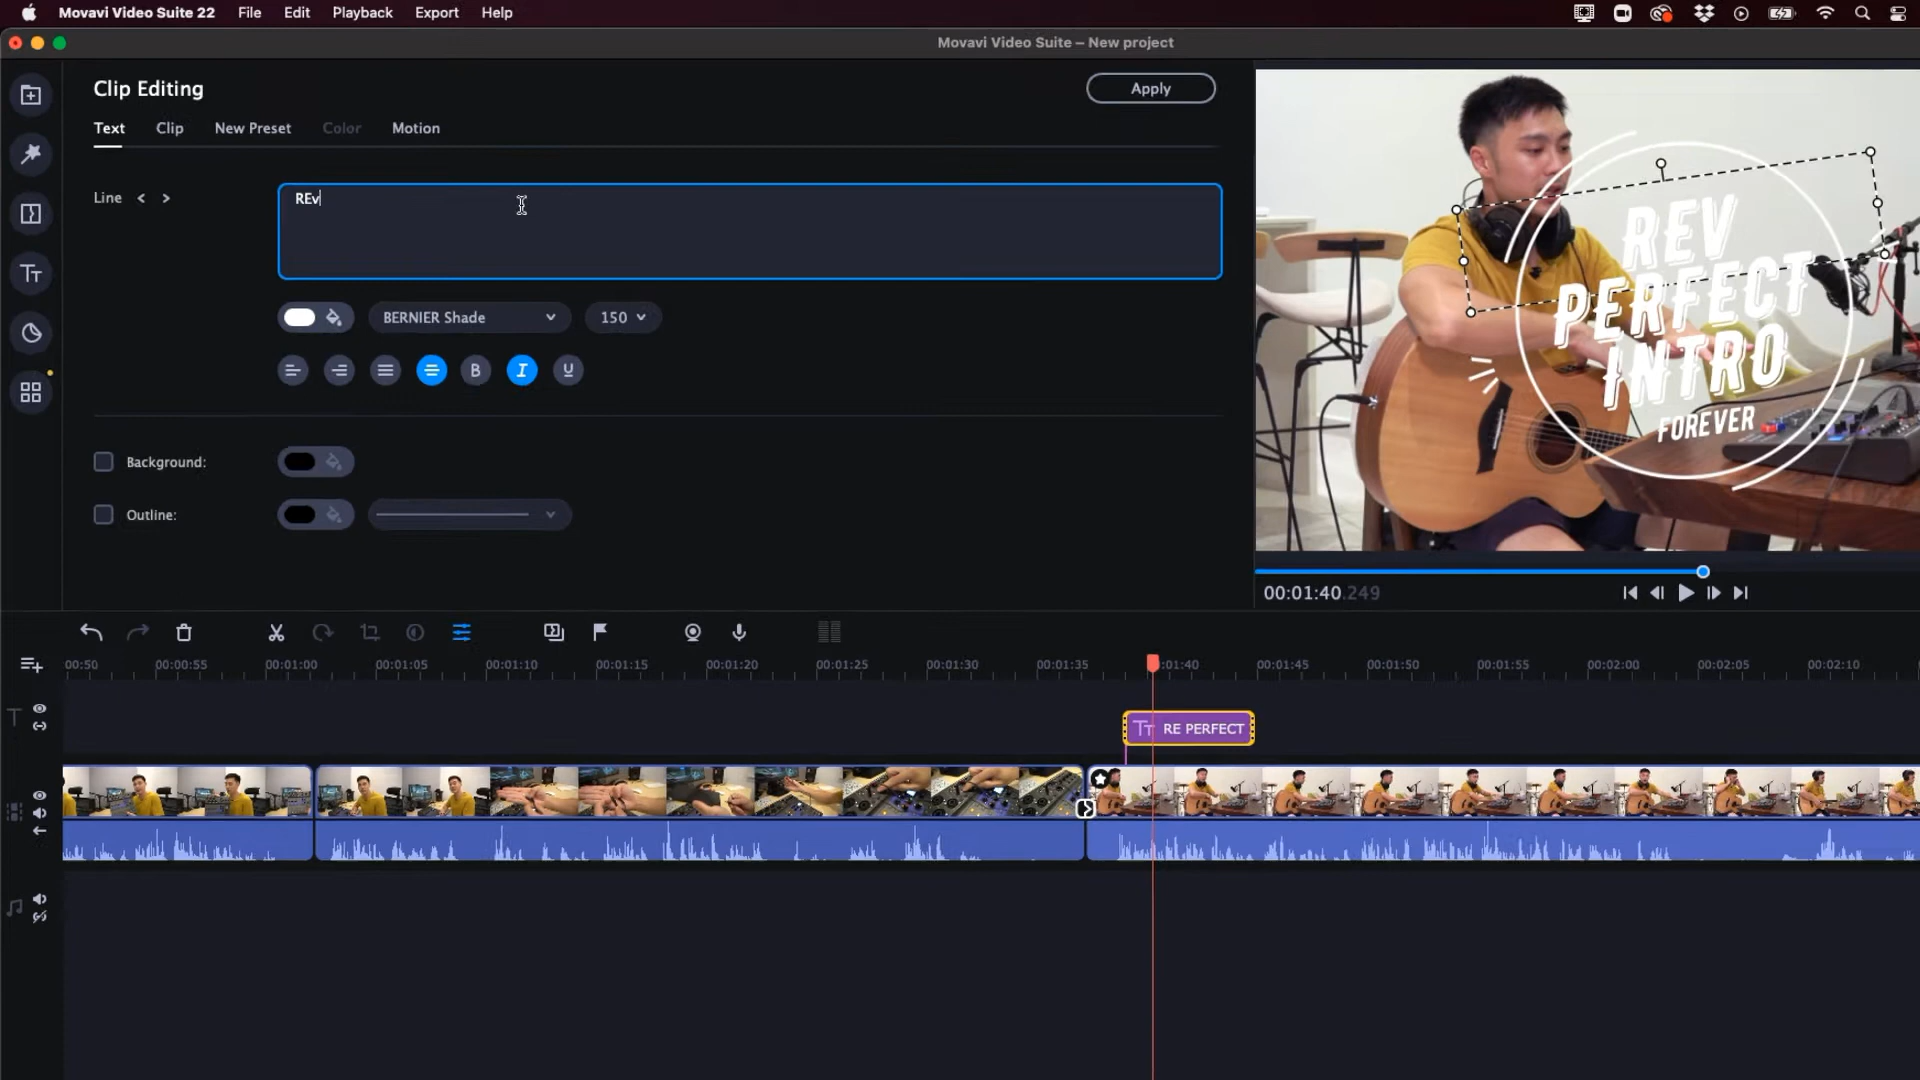 Movavi Video Suite 22 File Edit Playback Export Help
Movavi Video Suite – New project
Clip Editing
Apply
Text Clip New Preset Color Motion
Line < >
REv
BERNIER Shade
150
B I U
Background:
Outline:
REV
PERFECT
INTRO
FOREVER
00:01:40.249
00:50 00:00:55 00:01:00 00:01:05 00:01:10 00:01:15 00:01:20 00:01:25 00:01:30 00:01:35 :01:40 00:01:45 00:01:50 00:01:55 00:02:00 00:02:05 00:02:10
Tт RE PERFECT